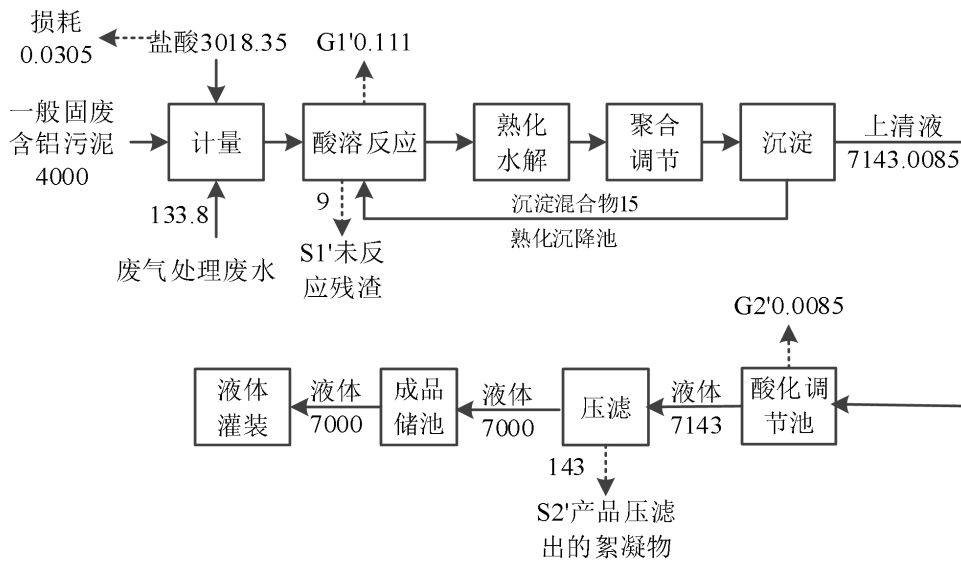 损耗
0.0305
盐酸3018.35
G1'0.111
一般固废
含铝污泥
4000
计量
酸溶反应
熟化
水解
聚合
调节
沉淀
上清液
7143.0085
133.8
废气处理废水
9
S1'未反
应残渣
沉淀混合物15
熟化沉降池
G2'0.0085
液体
灌装
液体
7000
成品
储池
液体
7000
压滤
液体
7143
酸化调
节池
143
S2'产品压滤
出的絮凝物